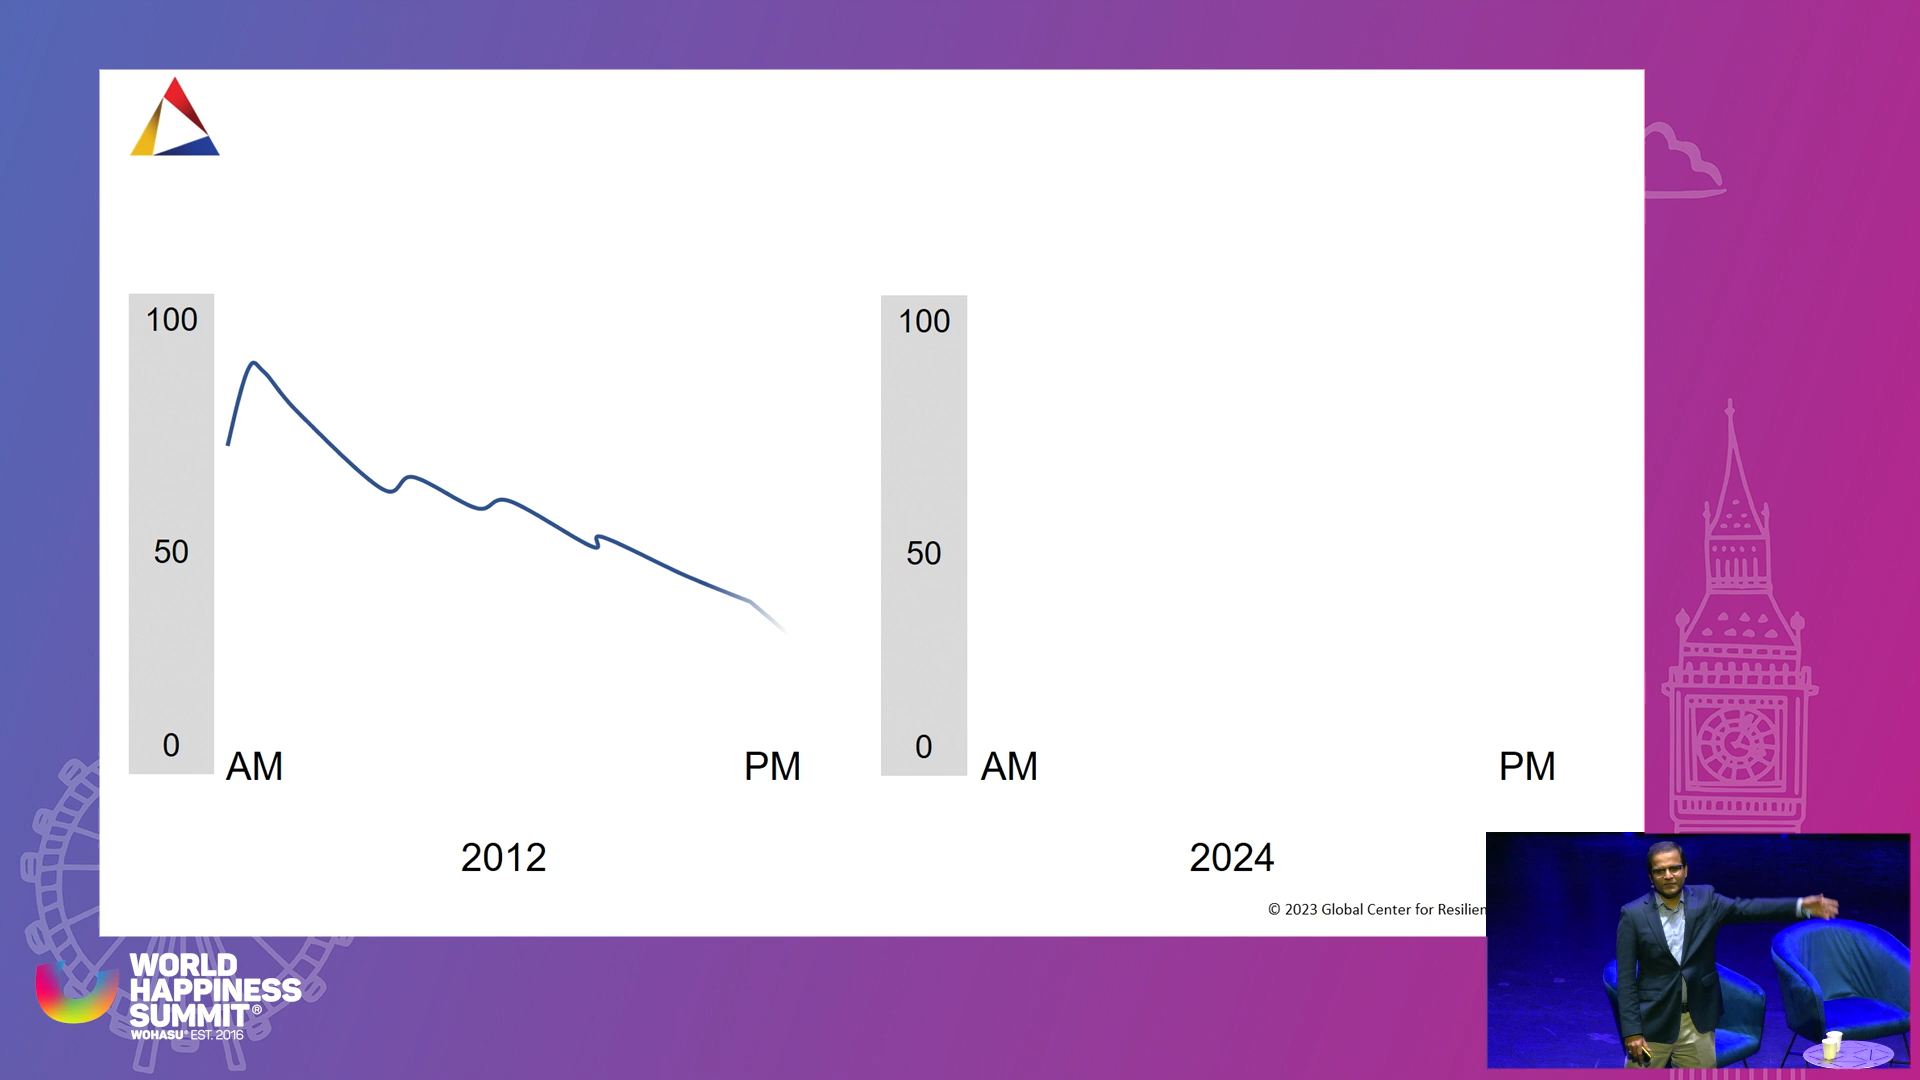 100
50
0
AM
PM
2012
100
50
0
AM
PM
2024
© 2023 Global Center for Resilien
WORLD
HAPPINESS
SUMMIT®
WOHASU® EST. 2016